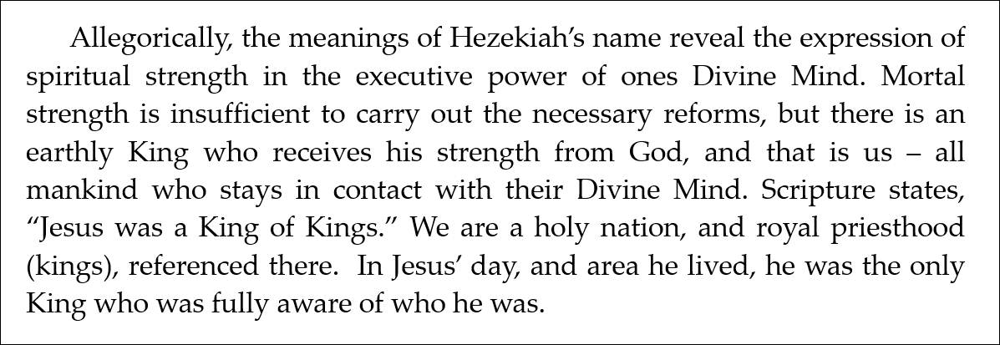 Allegorically, the meanings of Hezekiah’s name reveal the expression of
spiritual strength in the executive power of ones Divine Mind. Mortal
strength is insufficient to carry out the necessary reforms, but there is an
earthly King who receives his strength from God, and that is us – all
mankind who stays in contact with their Divine Mind. Scripture states,
“Jesus was a King of Kings.” We are a holy nation, and royal priesthood
(kings), referenced there.  In Jesus’ day, and area he lived, he was the only
King who was fully aware of who he was.